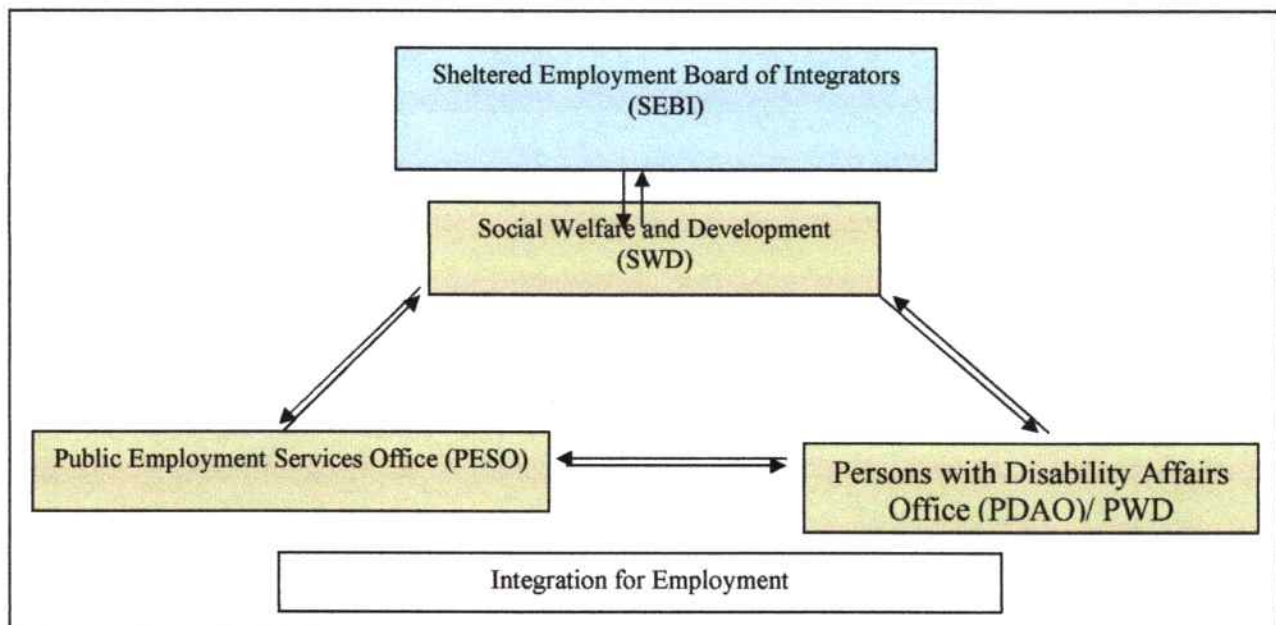 Sheltered Employment Board of Integrators
(SEBI)
Social Welfare and Development
(SWD)
Public Employment Services Office (PESO)
Persons with Disability Affairs
Office (PDAO)/ PWD
Integration for Employment